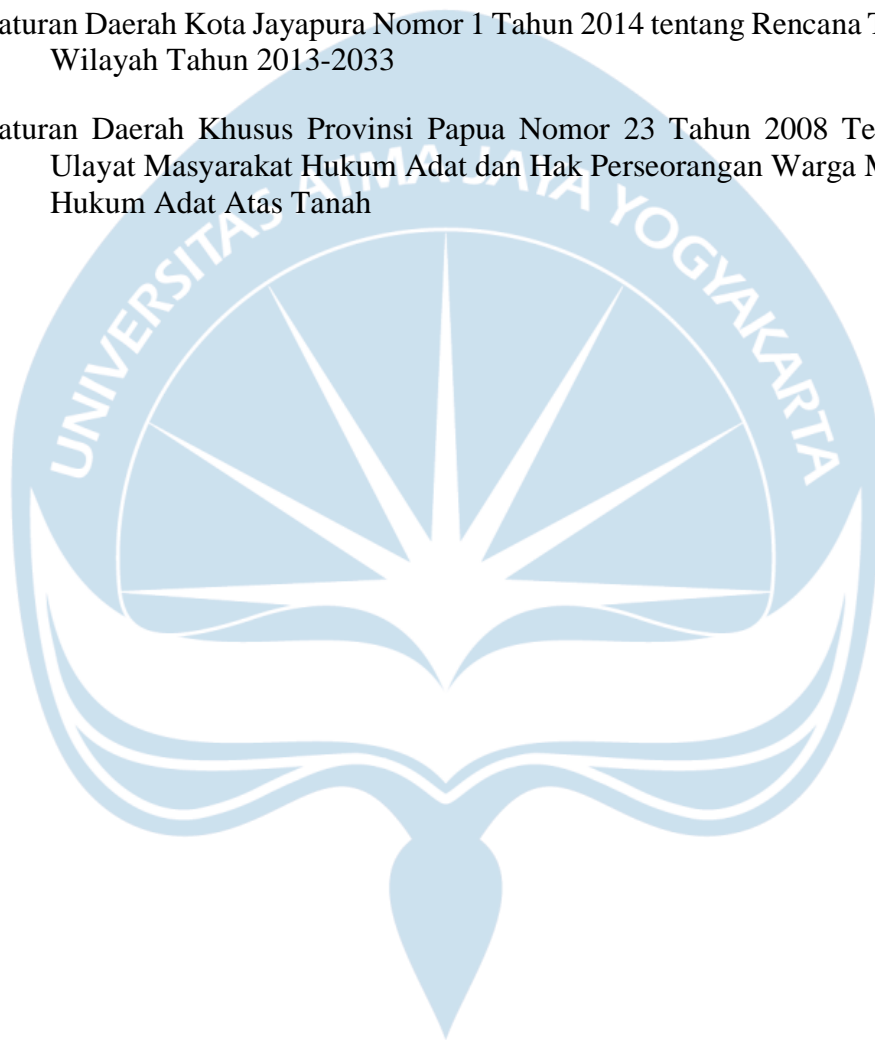 aturan Daerah Kota Jayapura Nomor 1 Tahun 2014 tentang Rencana
Wilayah Tahun 2013-2033
aturan Daerah Khusus Provinsi Papua Nomor 23 Tahun 2008 Te
Ulayat Masyarakat Hukum Adat dan Hak Perseorangan Warga
Hukum Adat Atas Tanah
UNIVERSITAS ATMA JAYA YOGYAKARTA